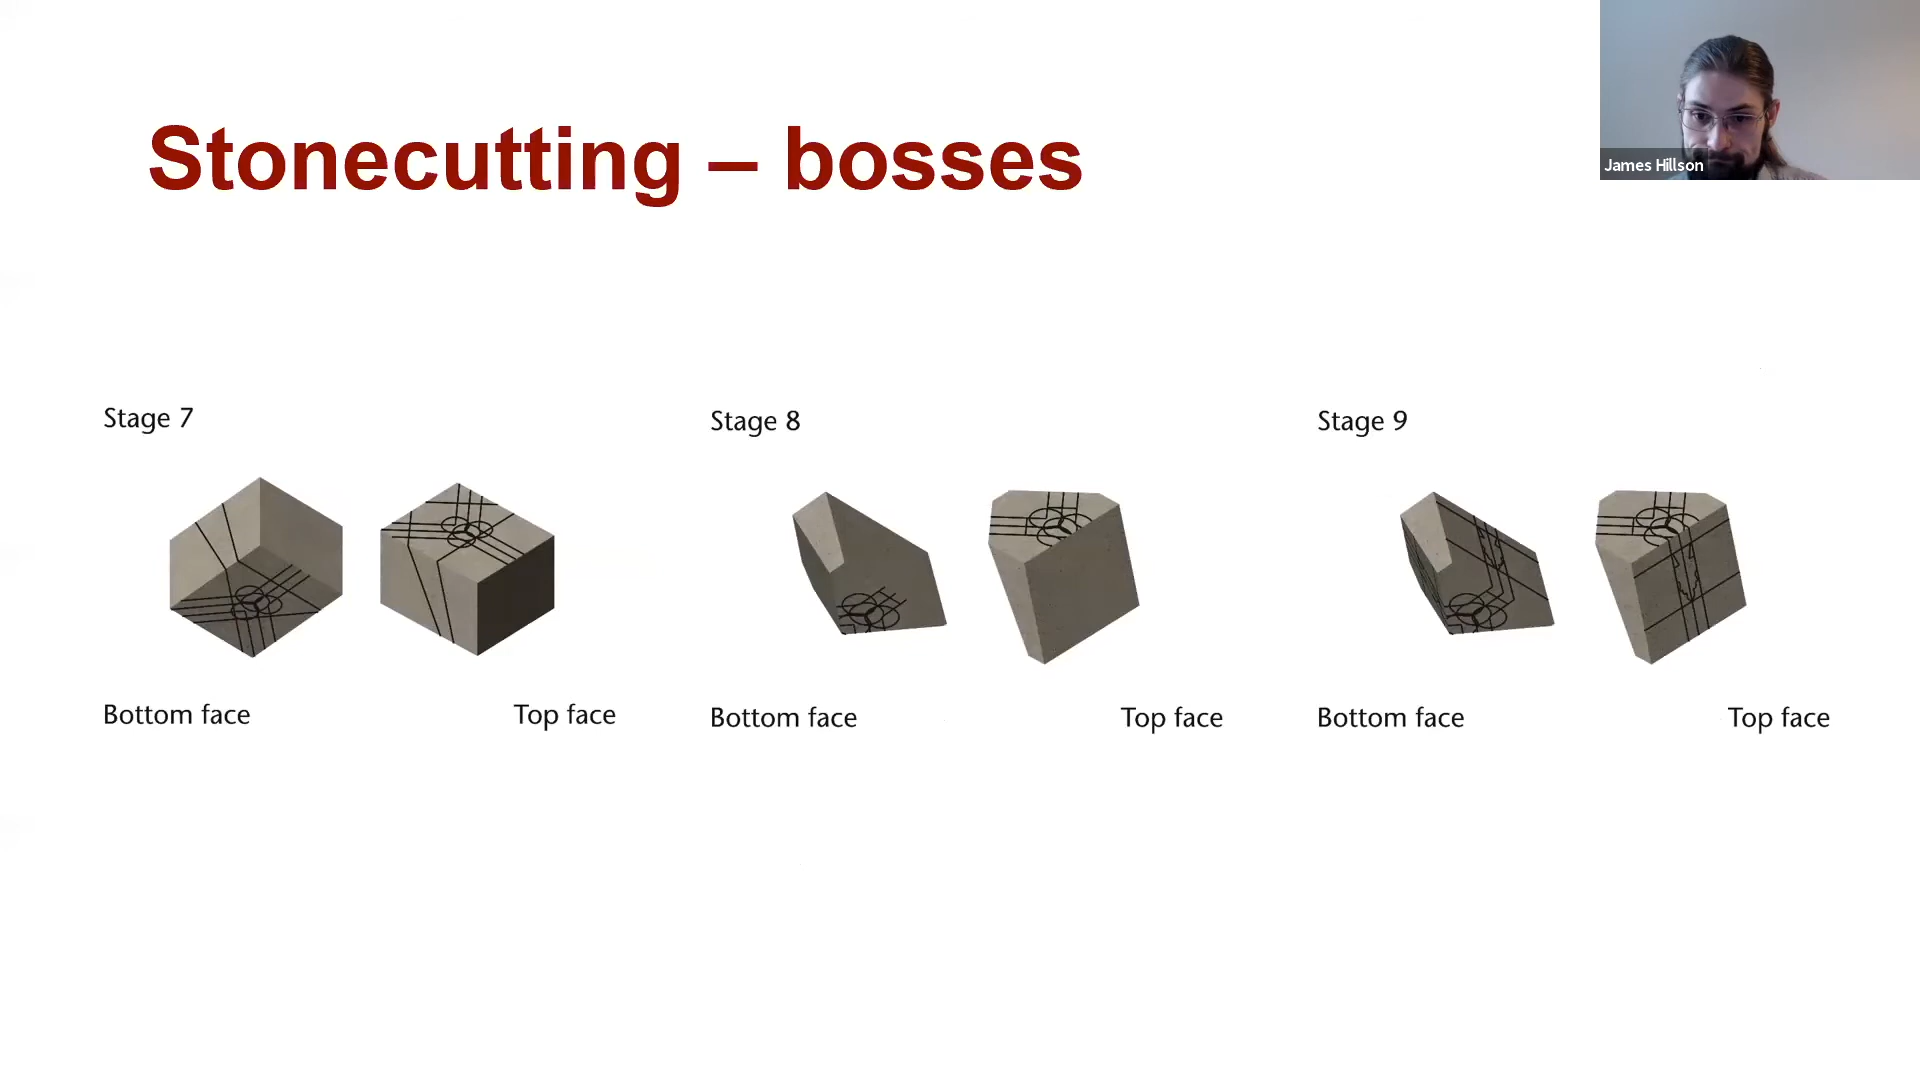 Stonecutting – bosses
James Hillson
Stage 7
Stage 8
Stage 9
Bottom face
Top face
Bottom face
Top face
Bottom face
Top face